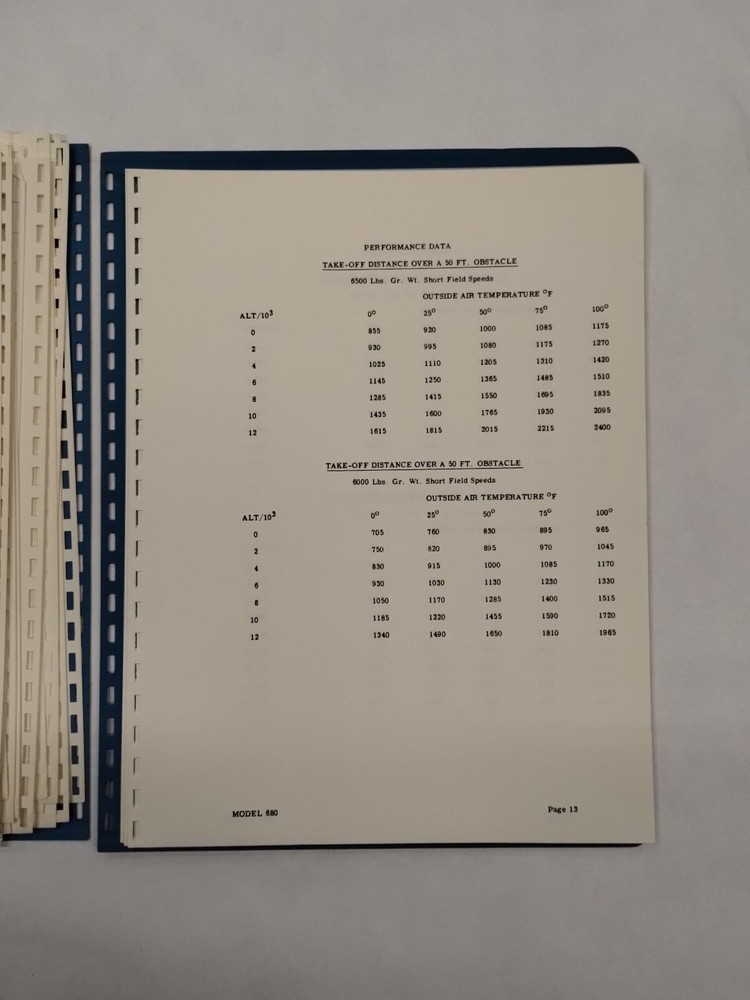 PERFORMANCE DATA
TAKE-OFF DISTANCE OVER A 50 FT. OBSTACLE
6500 Lbs. Gr. Wt. Short Field Speeds
OUTSIDE AIR TEMPERATURE °F
ALT/10³ 0° 25° 50° 75° 100°
0 855 920 1000 1085 1175
2 930 995 1080 1175 1270
4 1025 1110 1205 1310 1420
6 1145 1250 1365 1485 1510
8 1285 1415 1550 1695 1835
10 1435 1600 1765 1930 2095
12 1615 1815 2015 2215 2400
TAKE-OFF DISTANCE OVER A 50 FT. OBSTACLE
6000 Lbs. Gr. Wt. Short Field Speeds
OUTSIDE AIR TEMPERATURE °F
ALT/10³ 0° 25° 50° 75° 100°
0 705 760 830 895 965
2 750 820 895 970 1045
4 830 915 1000 1085 1170
6 930 1030 1130 1230 1330
8 1050 1170 1285 1400 1515
10 1185 1220 1455 1590 1720
12 1340 1490 1650 1810 1965
MODEL 680 Page 13